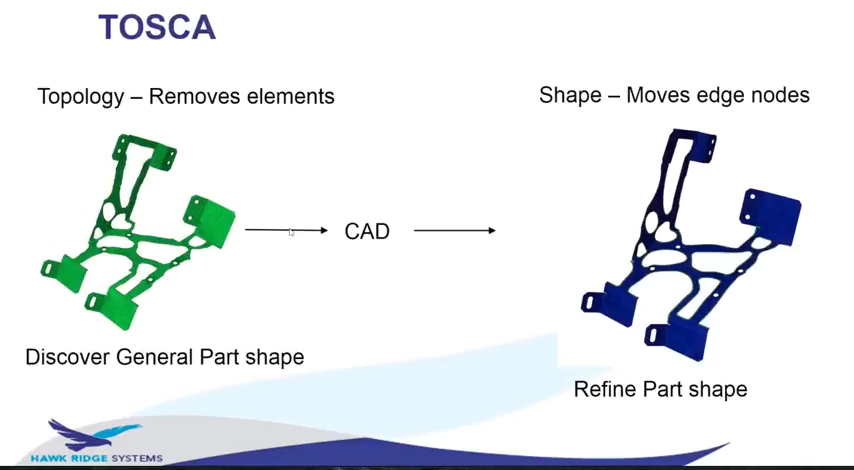 TOSCA
Topology – Removes elements
Shape – Moves edge nodes
CAD
Discover General Part shape
Refine Part shape
HAWK RIDGE SYSTEMS